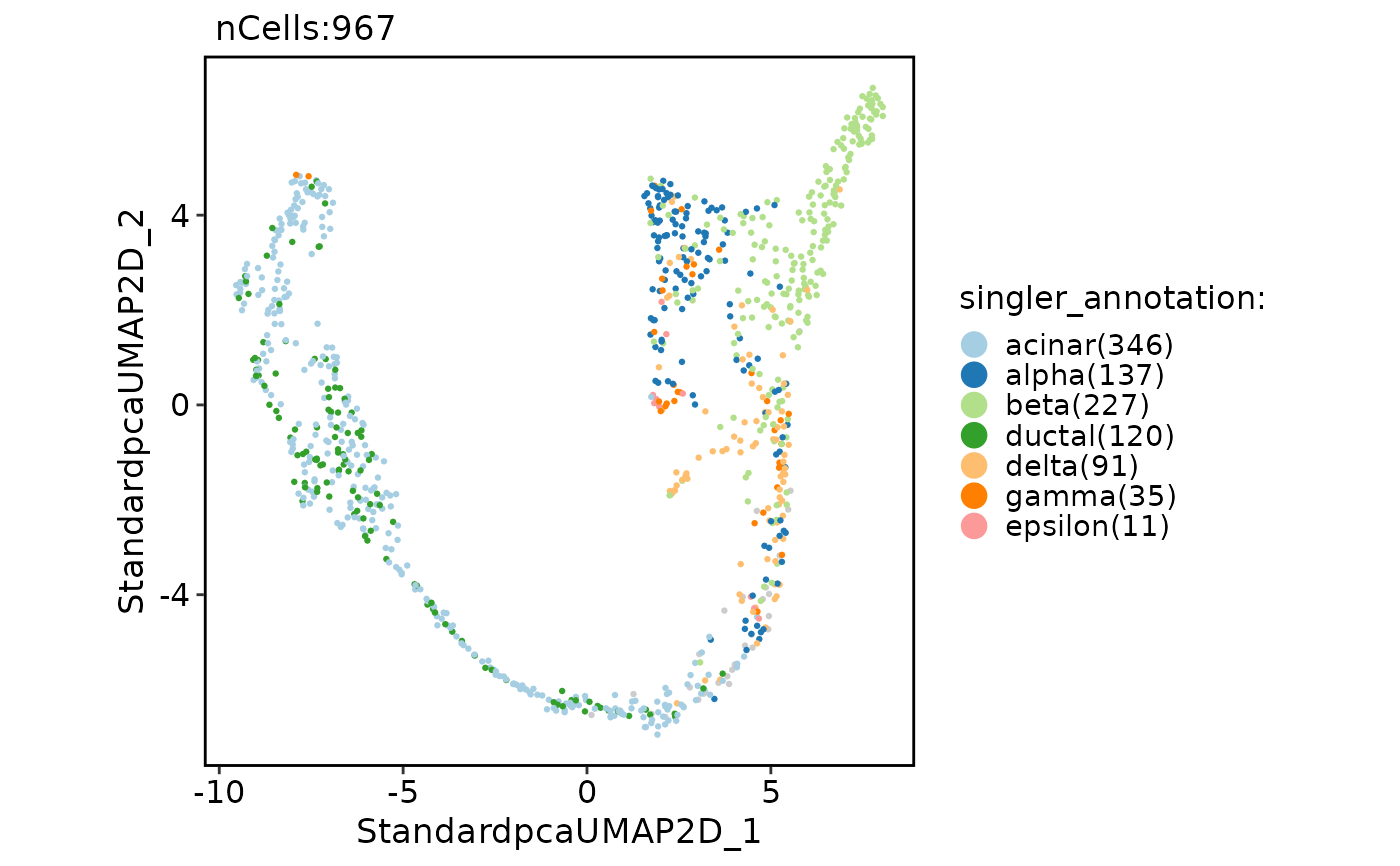 nCells:967
StandardpcaUMAP2D_2
4
0
-4
-10
-5
0
5
StandardpcaUMAP2D_1
singler_annotation:
acinar(346)
alpha(137)
beta(227)
ductal(120)
delta(91)
gamma(35)
epsilon(11)